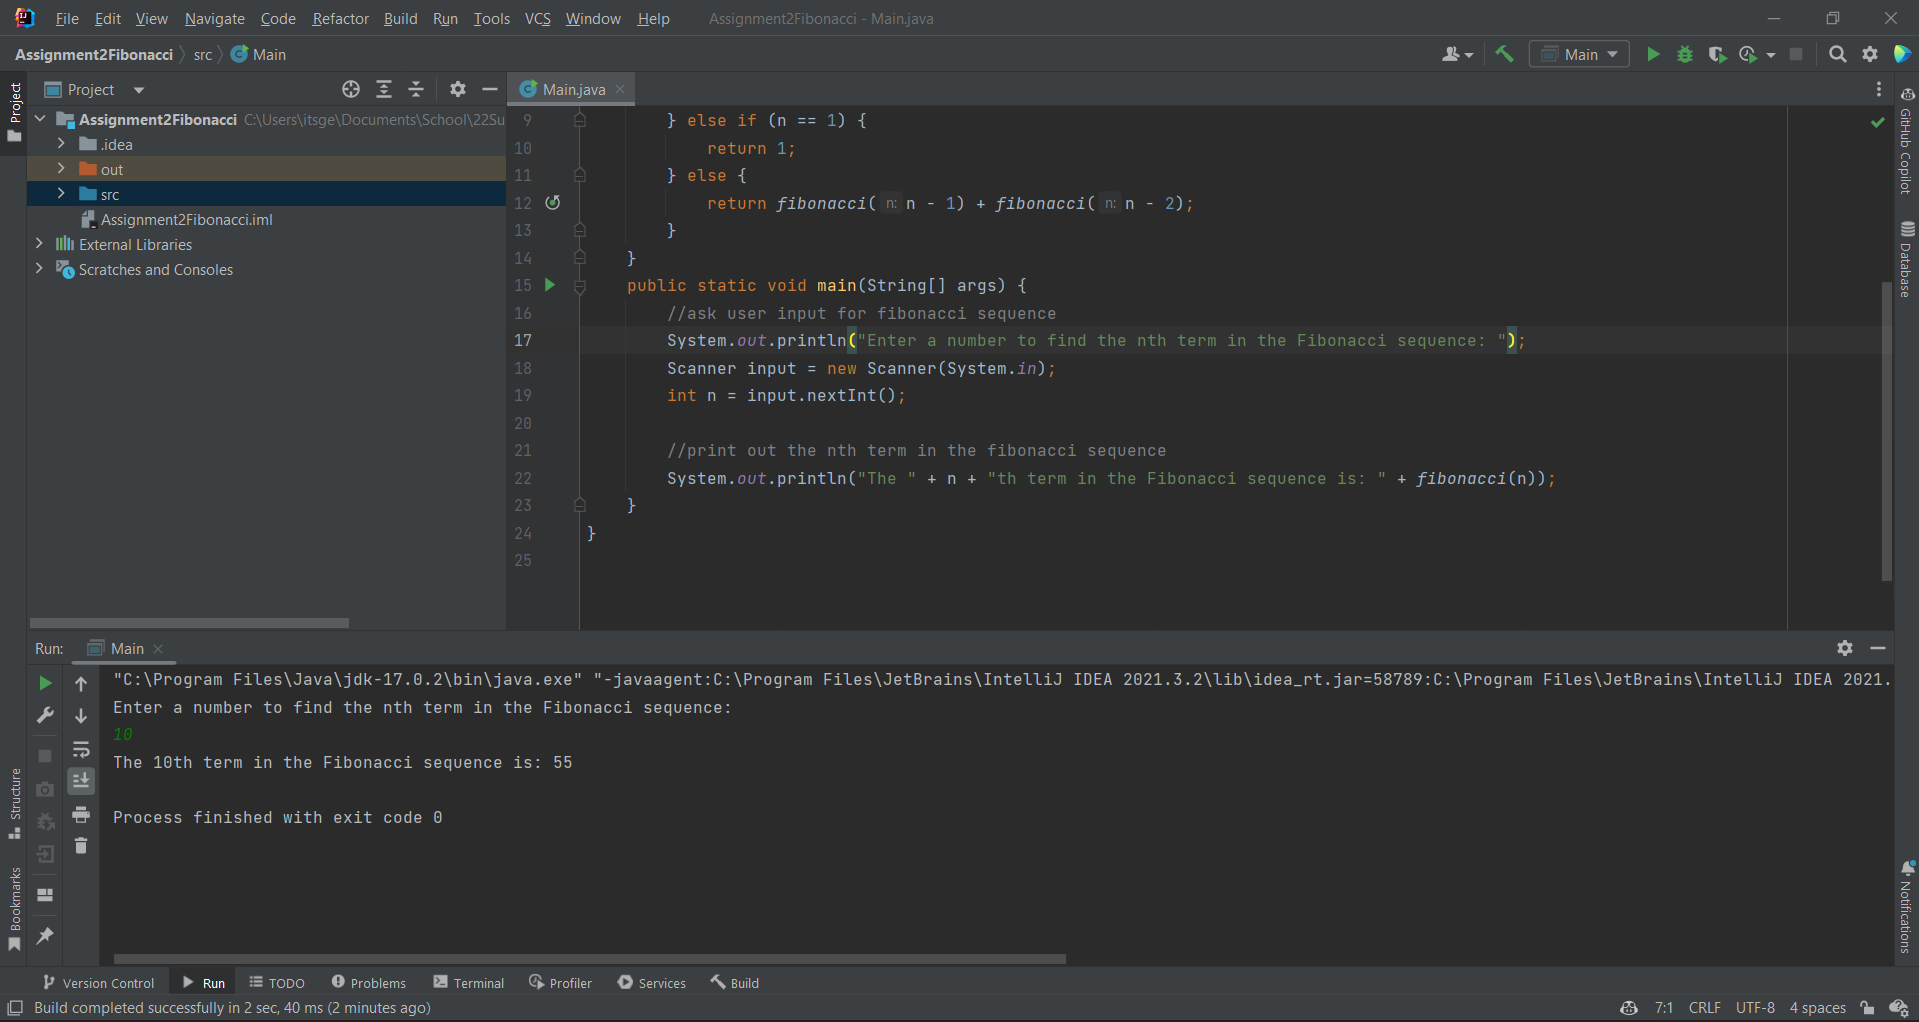 File Edit View Navigate Code Refactor Build Run Tools VCS Window Help Assignment2Fibonacci - Main.java
Assignment2Fibonacci src Main
Main
Project
Main.java
Project
Assignment2Fibonacci C:\Users\itsge\Documents\School\22Su
.idea
out
src
Assignment2Fibonacci.iml
External Libraries
Scratches and Consoles
9 } else if (n == 1) {
10 return 1;
11 } else {
12 return fibonacci( n: n - 1) + fibonacci( n: n - 2);
13 }
14 }
15 public static void main(String[] args) {
16 //ask user input for fibonacci sequence
17 System.out.println("Enter a number to find the nth term in the Fibonacci sequence: ");
18 Scanner input = new Scanner(System.in);
19 int n = input.nextInt();
20
21 //print out the nth term in the fibonacci sequence
22 System.out.println("The " + n + "th term in the Fibonacci sequence is: " + fibonacci(n));
23 }
24 }
25
GitHub Copilot
Database
Run: Main
"C:\Program Files\Java\jdk-17.0.2\bin\java.exe" "-javaagent:C:\Program Files\JetBrains\IntelliJ IDEA 2021.3.2\lib\idea_rt.jar=58789:C:\Program Files\JetBrains\IntelliJ IDEA 2021.
Enter a number to find the nth term in the Fibonacci sequence:
10
The 10th term in the Fibonacci sequence is: 55
Process finished with exit code 0
Structure
Bookmarks
Notifications
Version Control Run TODO Problems Terminal Profiler Services Build
Build completed successfully in 2 sec, 40 ms (2 minutes ago)
7:1 CRLF UTF-8 4 spaces